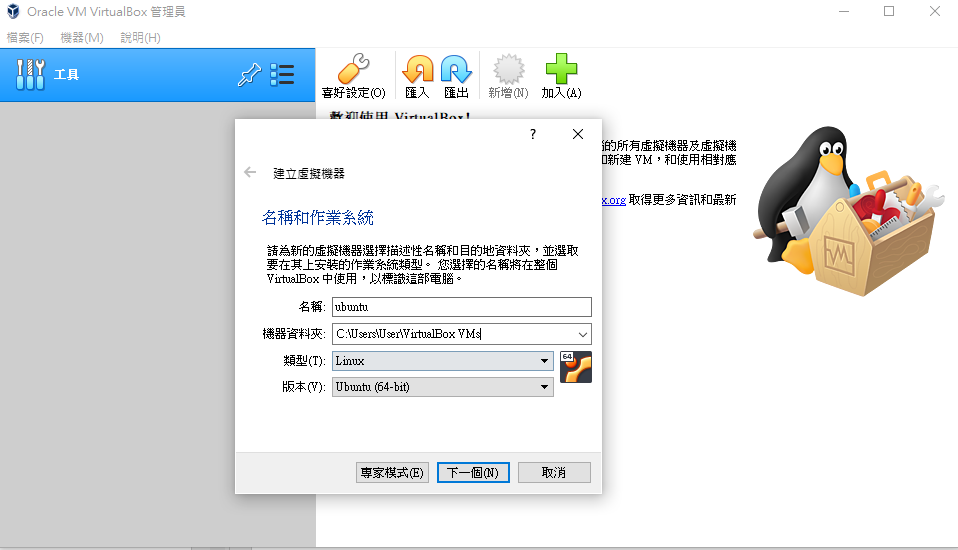 Oracle VM VirtualBox 管理員
檔案(F) 機器(M) 說明(H)
工具
喜好設定(O) 匯入 匯出 新增(N) 加入(A)
歡迎使用 VirtualBox!
的所有虛擬機器及虛擬機
和新建 VM，和使用相對應
x.org 取得更多資訊和最新
?
建立虛擬機器
名稱和作業系統
請為新的虛擬機器選擇描述性名稱和目的地資料夾，並選取
要在其上安裝的作業系統類型。 您選擇的名稱將在整個
VirtualBox 中使用，以標識這部電腦。
名稱: ubuntu
機器資料夾: C:\Users\User\VirtualBox VMs
類型(T): Linux
64
版本(V): Ubuntu (64-bit)
專家模式(E) 下一個(N) 取消